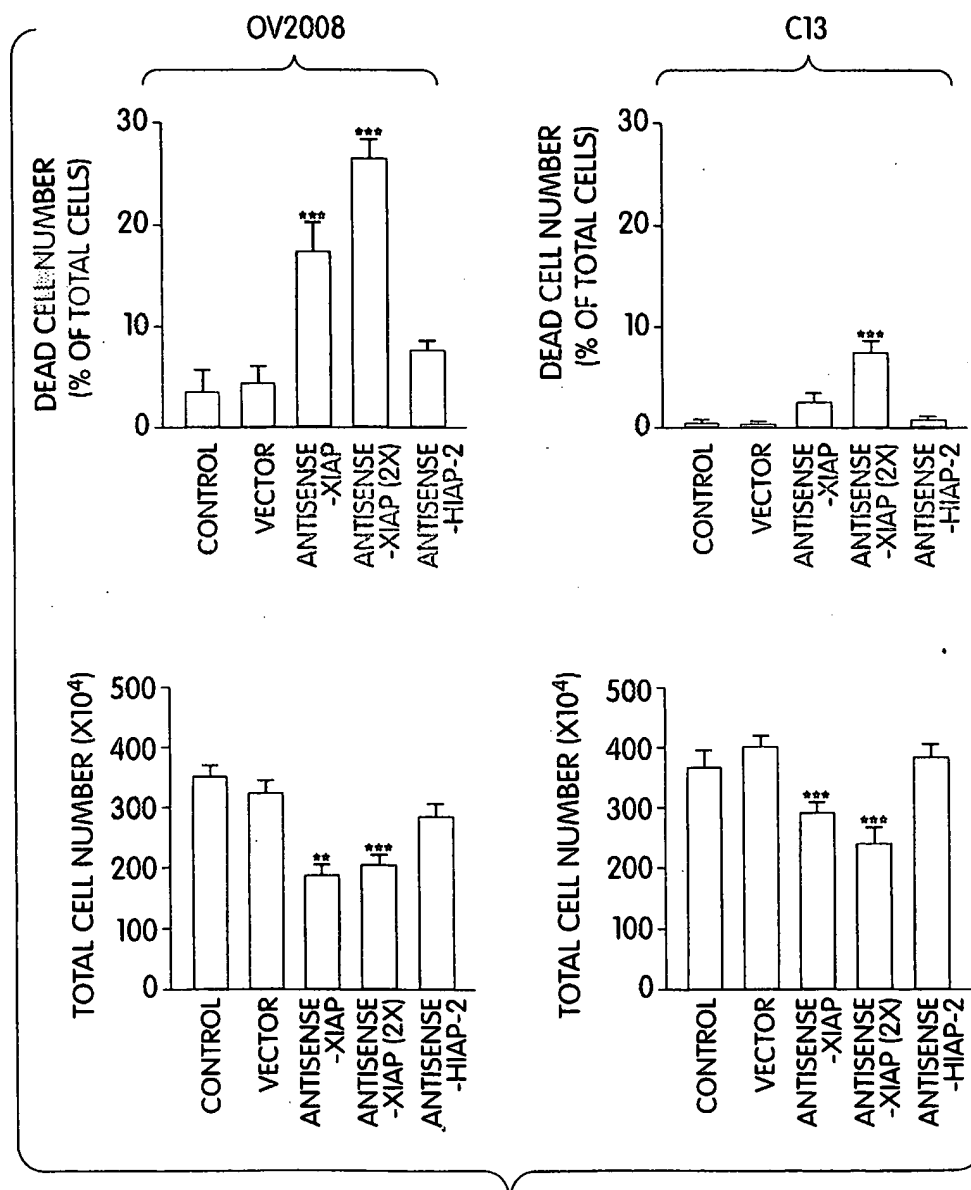 OV2008
C13
DEAD CELL NUMBER
(% OF TOTAL CELLS)
30
20
10
0
***
***
CONTROL
VECTOR
ANTISENSE
-XIAP
ANTISENSE
-XIAP (2X)
ANTISENSE
-HIAP-2
DEAD CELL NUMBER
(% OF TOTAL CELLS)
30
20
10
0
***
CONTROL
VECTOR
ANTISENSE
-XIAP
ANTISENSE
-XIAP (2X)
ANTISENSE
-HIAP-2
TOTAL CELL NUMBER (X10⁴)
500
400
300
200
100
0
**
***
CONTROL
VECTOR
ANTISENSE
-XIAP
ANTISENSE
-XIAP (2X)
ANTISENSE
-HIAP-2
TOTAL CELL NUMBER (X10⁴)
500
400
300
200
100
0
***
***
CONTROL
VECTOR
ANTISENSE
-XIAP
ANTISENSE
-XIAP (2X)
ANTISENSE
-HIAP-2